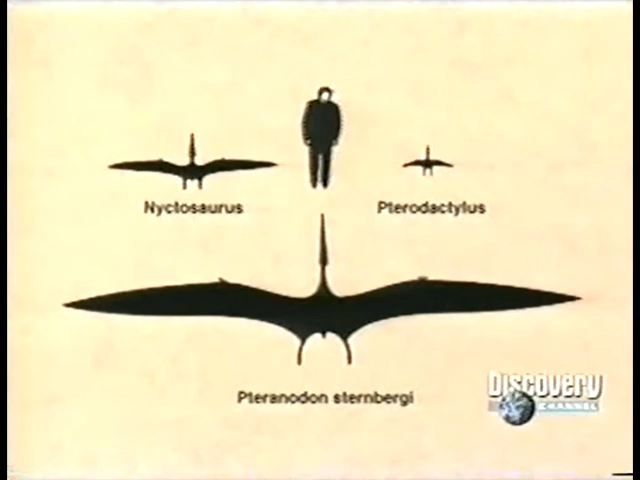 Nyctosaurus
Pterodactylus
Pteranodon sternbergi
Discovery
CHANNEL